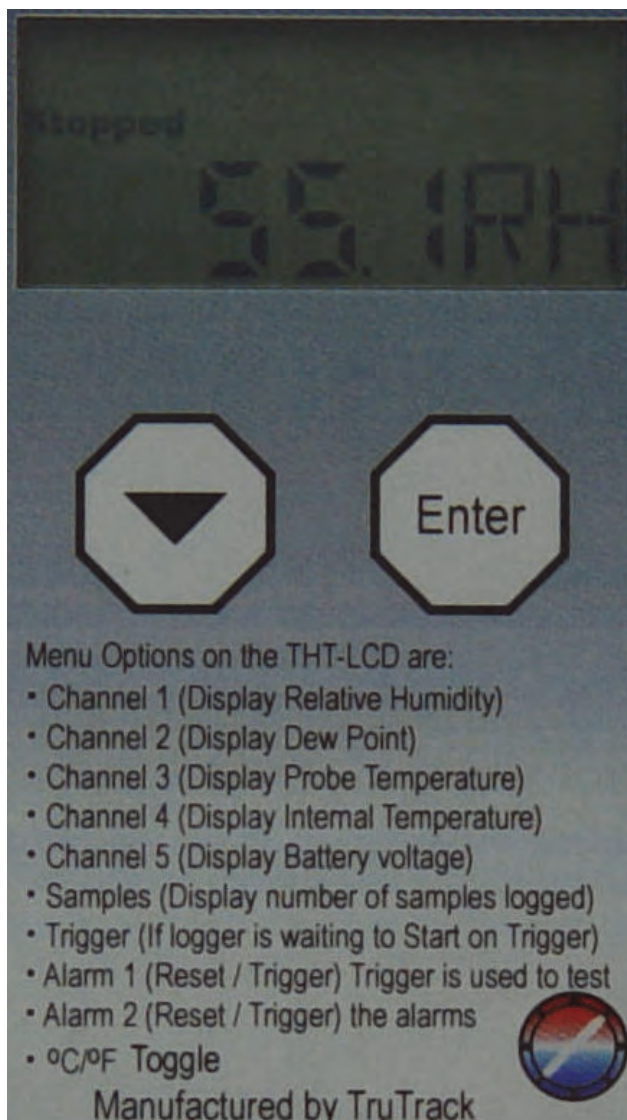 Stopped
55.1RH
Enter
Menu Options on the THT-LCD are:
· Channel 1 (Display Relative Humidity)
· Channel 2 (Display Dew Point)
· Channel 3 (Display Probe Temperature)
· Channel 4 (Display Internal Temperature)
· Channel 5 (Display Battery voltage)
· Samples (Display number of samples logged)
· Trigger (If logger is waiting to Start on Trigger)
· Alarm 1 (Reset / Trigger) Trigger is used to test
· Alarm 2 (Reset / Trigger) the alarms
· ºC/ºF Toggle
Manufactured by TruTrack